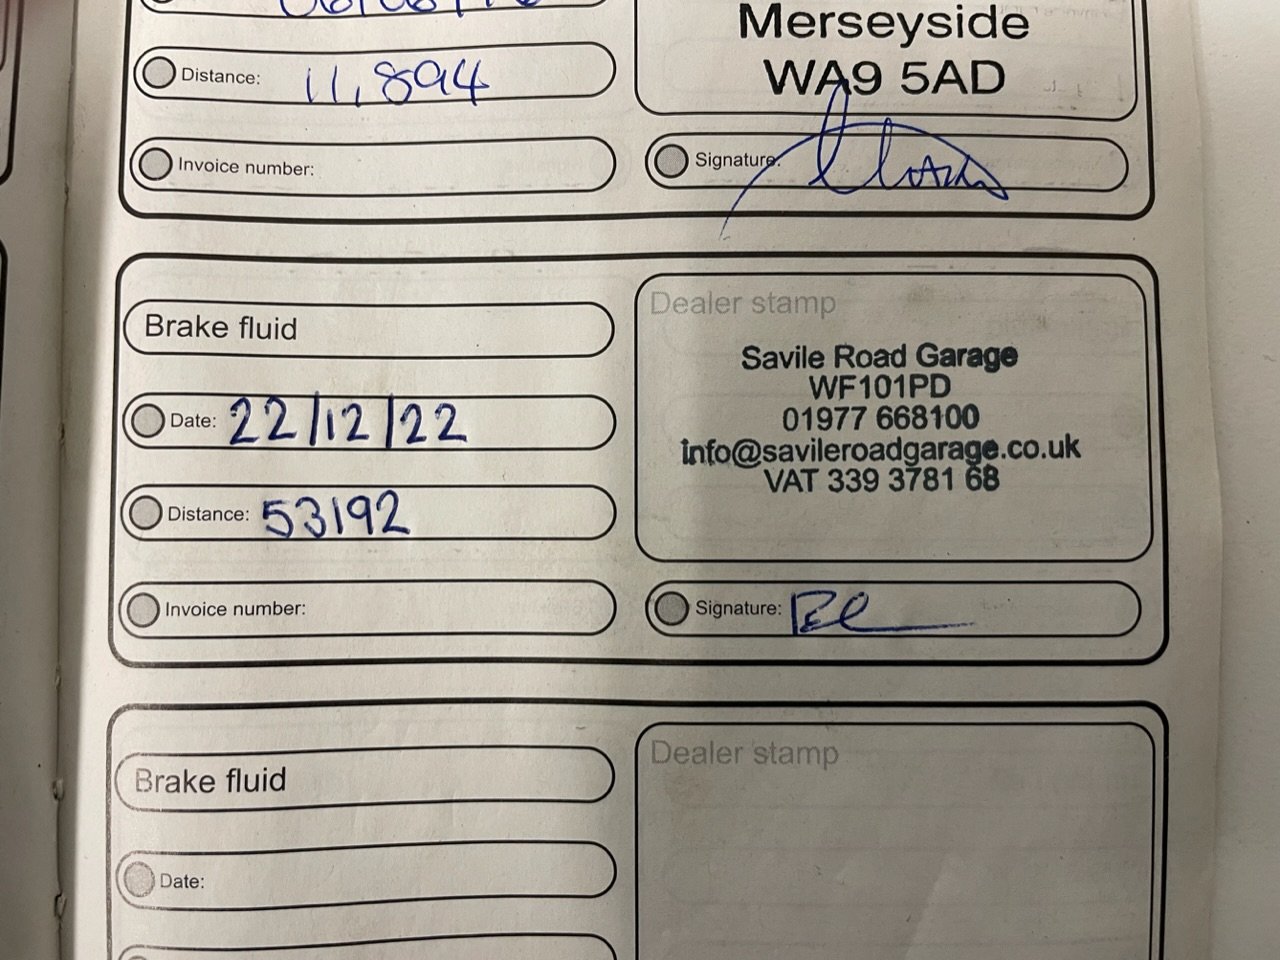 Merseyside
WA9 5AD
Distance: 11,894
Invoice number:
Signature:
Brake fluid
Date: 22/12/22
Distance: 53192
Invoice number:
Dealer stamp
Savile Road Garage
WF101PD
01977 668100
info@savileroadgarage.co.uk
VAT 339 3781 68
Signature:
Brake fluid
Date:
Dealer stamp